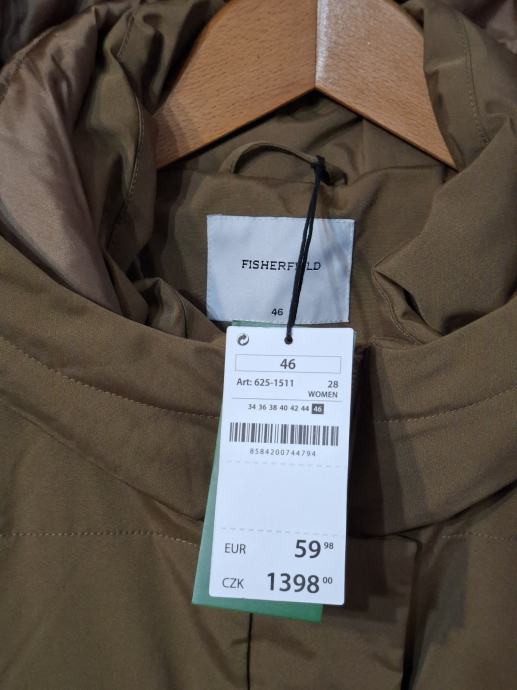 FISHERFIELD
46
46
Art: 625-1511 28
WOMEN
34 36 38 40 42 44 46
8584200744794
EUR 59 98
CZK 1398 00